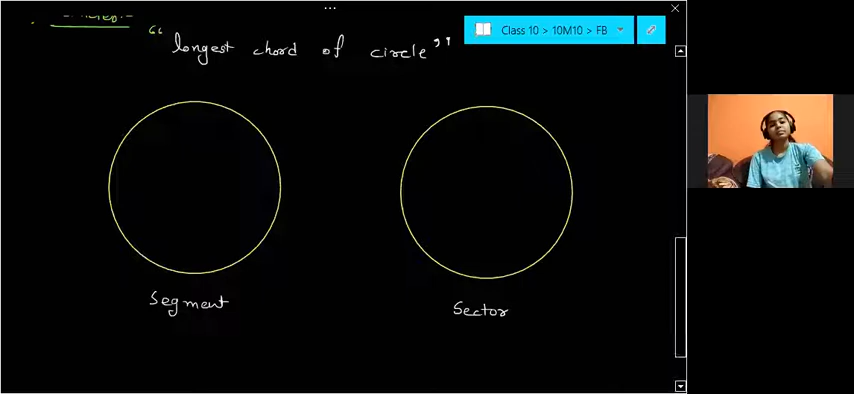 “longest chord of circle”
Class 10 > 10M10 > FB
Segment
Sector